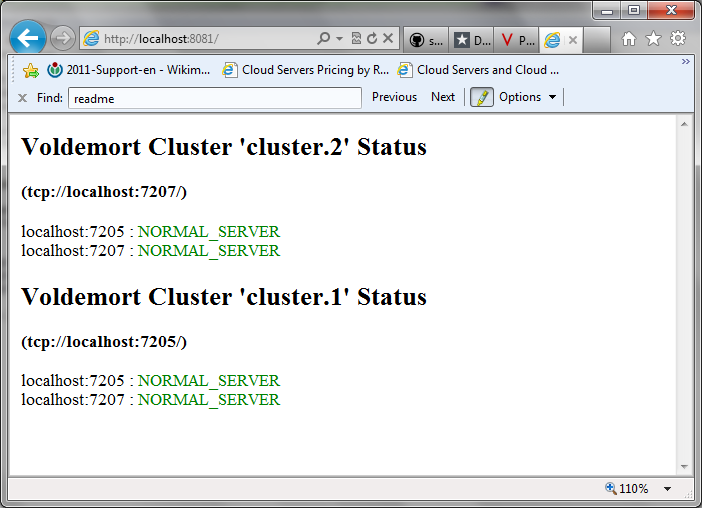 http://localhost:8081/
s...
D...
P...
2011-Support-en - Wikim...
Cloud Servers Pricing by R...
Cloud Servers and Cloud ...
Find: readme Previous Next Options
Voldemort Cluster 'cluster.2' Status
(tcp://localhost:7207/)
localhost:7205 : NORMAL_SERVER
localhost:7207 : NORMAL_SERVER
Voldemort Cluster 'cluster.1' Status
(tcp://localhost:7205/)
localhost:7205 : NORMAL_SERVER
localhost:7207 : NORMAL_SERVER
110%